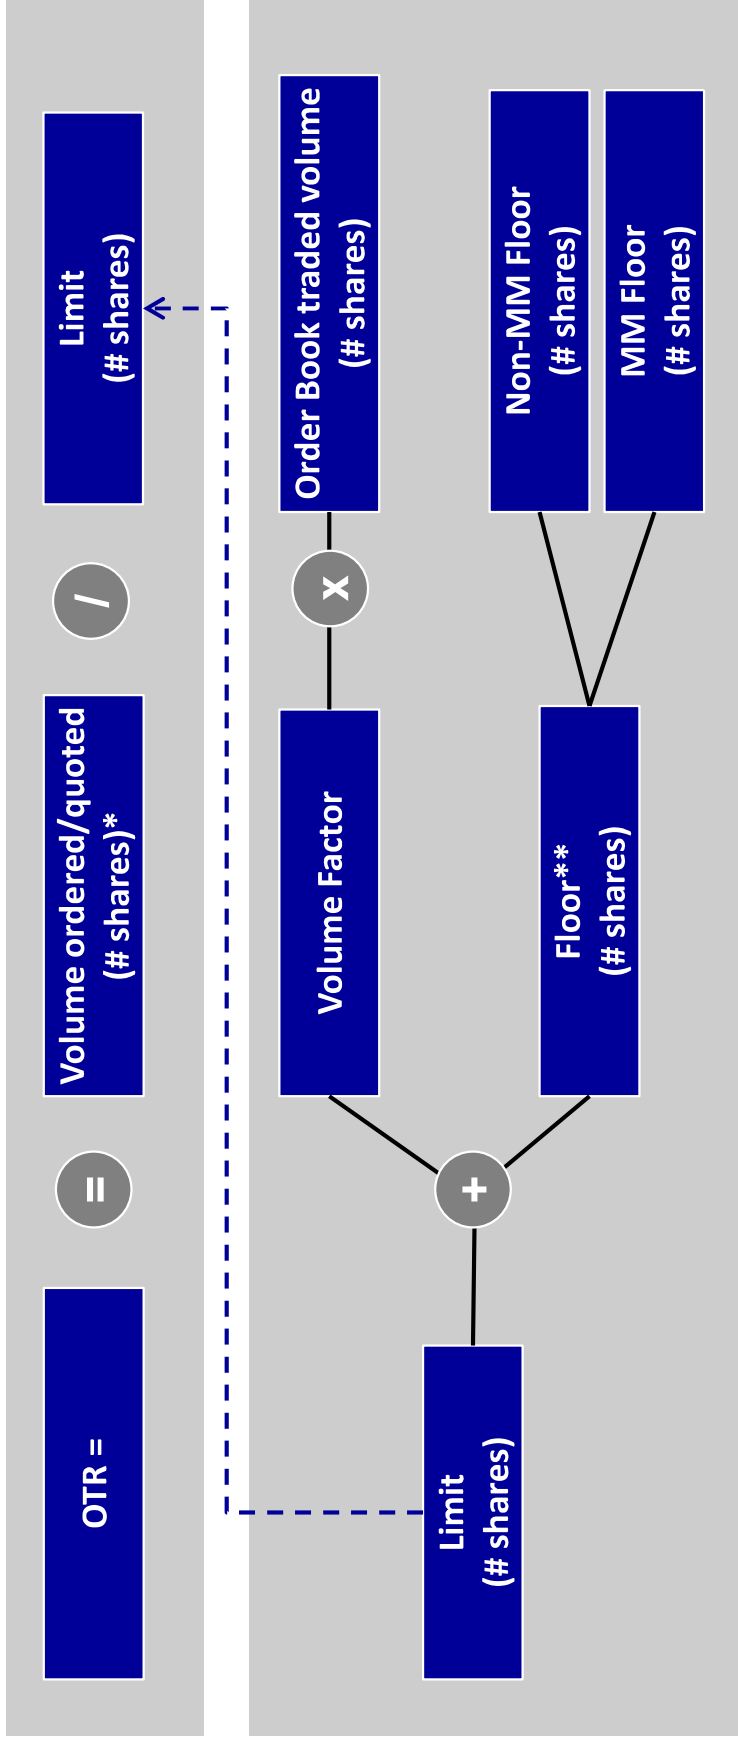 OTR =
=
Volume ordered/quoted
(# shares)*
/
Limit
(# shares)
Limit
(# shares)
+
Volume Factor
x
Order Book traded volume
(# shares)
Floor**
(# shares)
Non-MM Floor
(# shares)
MM Floor
(# shares)